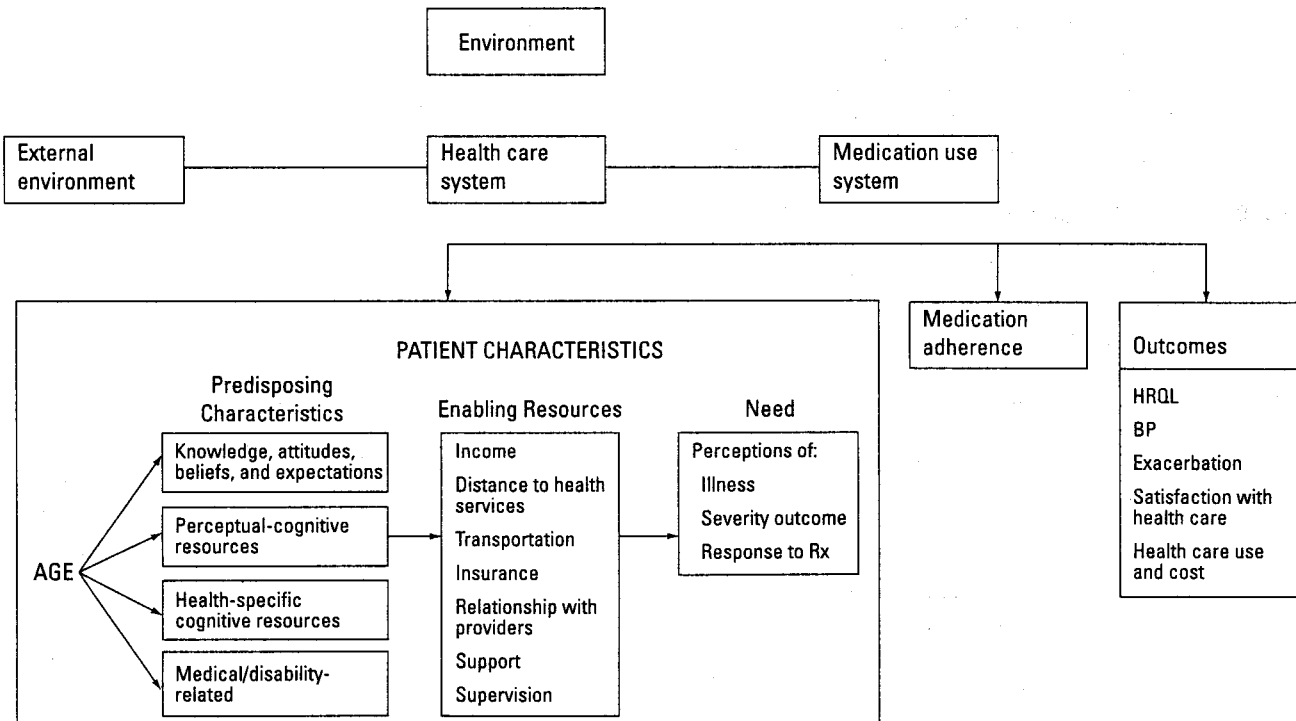 Environment
External
environment
Health care
system
Medication use
system
PATIENT CHARACTERISTICS
Predisposing
Characteristics
Knowledge, attitudes,
beliefs, and expectations
Perceptual-cognitive
resources
AGE
Health-specific
cognitive resources
Medical/disability-
related
Enabling Resources
Income
Distance to health
services
Transportation
Insurance
Relationship with
providers
Support
Supervision
Need
Perceptions of:
Illness
Severity outcome
Response to Rx
Medication
adherence
Outcomes
HRQL
BP
Exacerbation
Satisfaction with
health care
Health care use
and cost